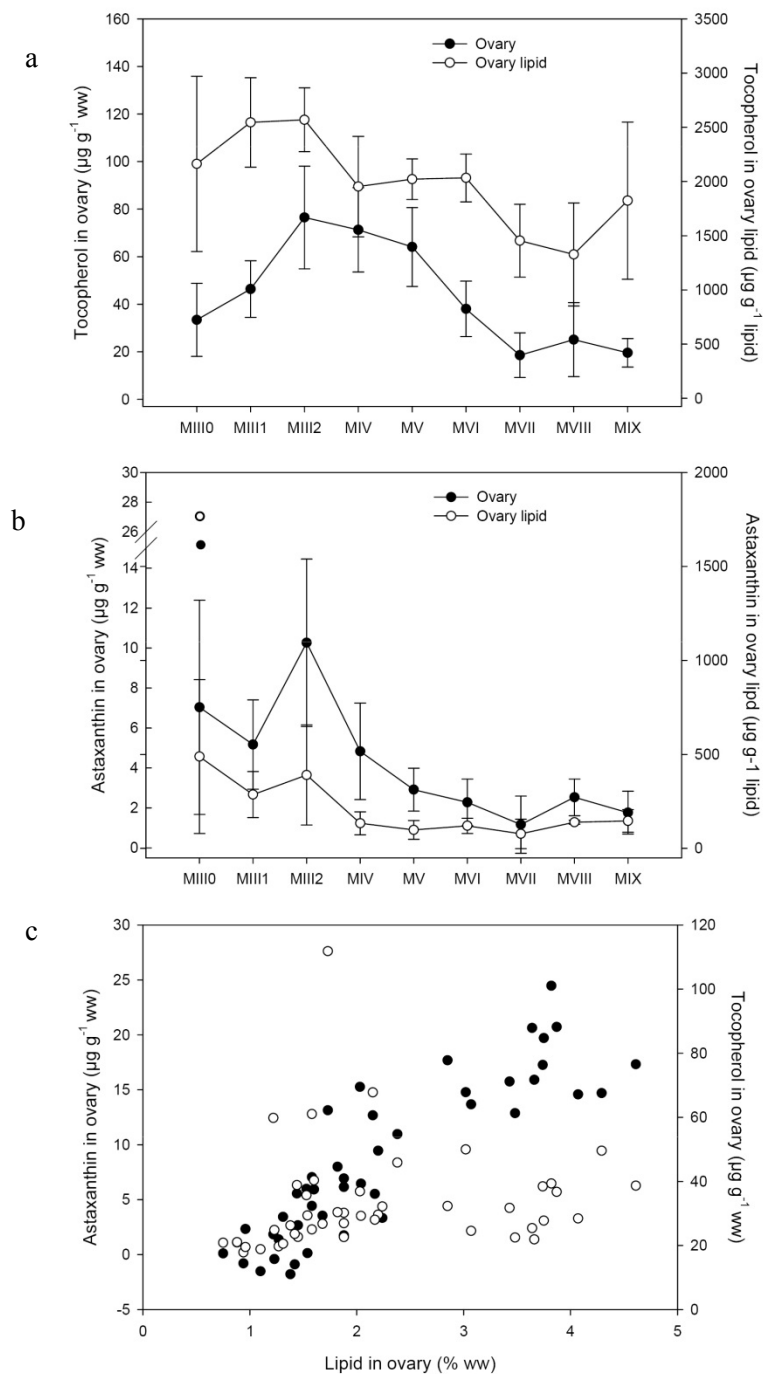 a
Ovary
Ovary lipid
Tocopherol in ovary (µg g-1 ww)
160
140
120
100
80
60
40
20
0
Tocopherol in ovary lipid (µg g-1 lipid)
3500
3000
2500
2000
1500
1000
500
0
MIII0 MIII1 MIII2 MIV MV MVI MVII MVIII MIX
b
Ovary
Ovary lipid
Astaxanthin in ovary (µg g-1 ww)
30
28
26
14
12
10
8
6
4
2
0
Astaxanthin in ovary lipd (µg g-1 lipid)
2000
1500
1000
500
0
MIII0 MIII1 MIII2 MIV MV MVI MVII MVIII MIX
c
Astaxanthin in ovary (µg g-1 ww)
30
25
20
15
10
5
0
-5
Tocopherol in ovary (µg g-1 ww)
120
100
80
60
40
20
0
0 1 2 3 4 5
Lipid in ovary (% ww)